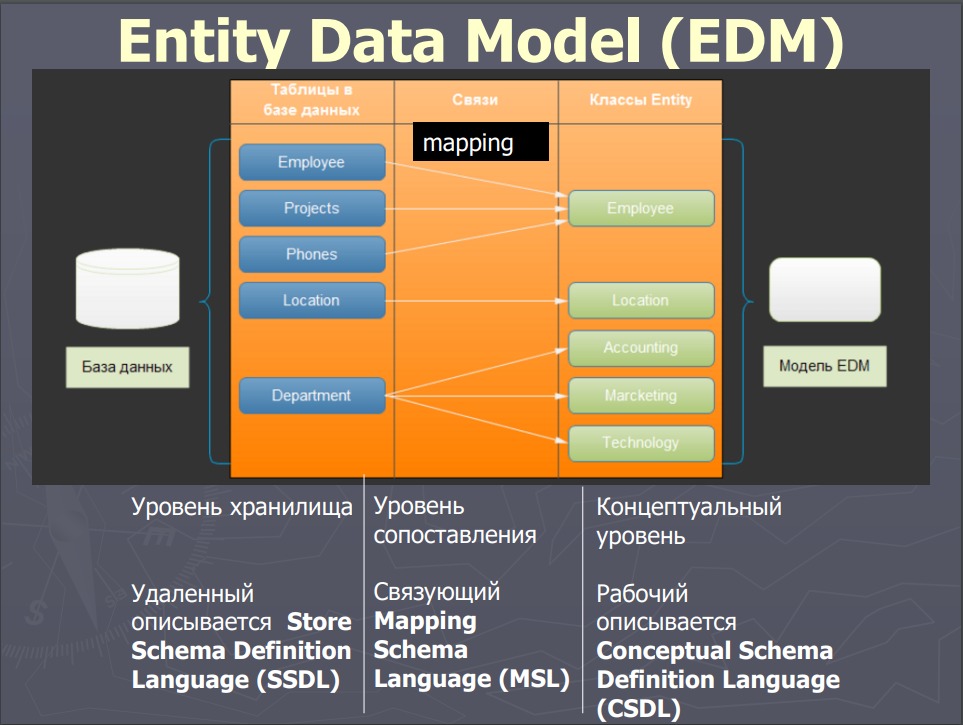 Entity Data Model (EDM)
Таблицы в
базе данных
Связи
Классы Entity
mapping
Employee
Projects
Phones
Location
Department
Employee
Location
Accounting
Marcketing
Technology
База данных
Модель EDM
Уровень хранилища
Удаленный
описывается Store
Schema Definition
Language (SSDL)
Уровень
сопоставления
Связующий
Mapping
Schema
Language (MSL)
Концептуальный
уровень
Рабочий
описывается
Conceptual Schema
Definition Language
(CSDL)